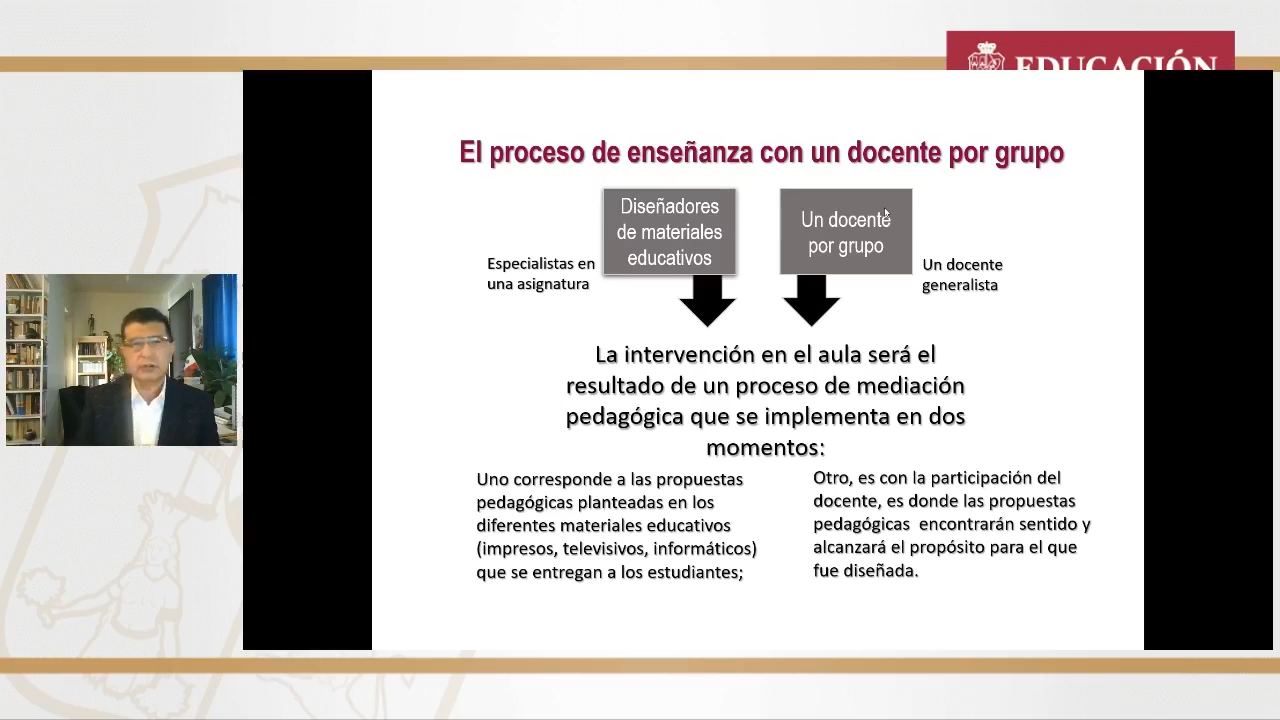 EDUCACIÓN
El proceso de enseñanza con un docente por grupo
Diseñadores
de materiales
educativos
Un docente
por grupo
Especialistas en
una asignatura
Un docente
generalista
La intervención en el aula será el
resultado de un proceso de mediación
pedagógica que se implementa en dos
momentos:
Uno corresponde a las propuestas
pedagógicas planteadas en los
diferentes materiales educativos
(impresos, televisivos, informáticos)
que se entregan a los estudiantes;
Otro, es con la participación del
docente, es donde las propuestas
pedagógicas  encontrarán sentido y
alcanzará el propósito para el que
fue diseñada.